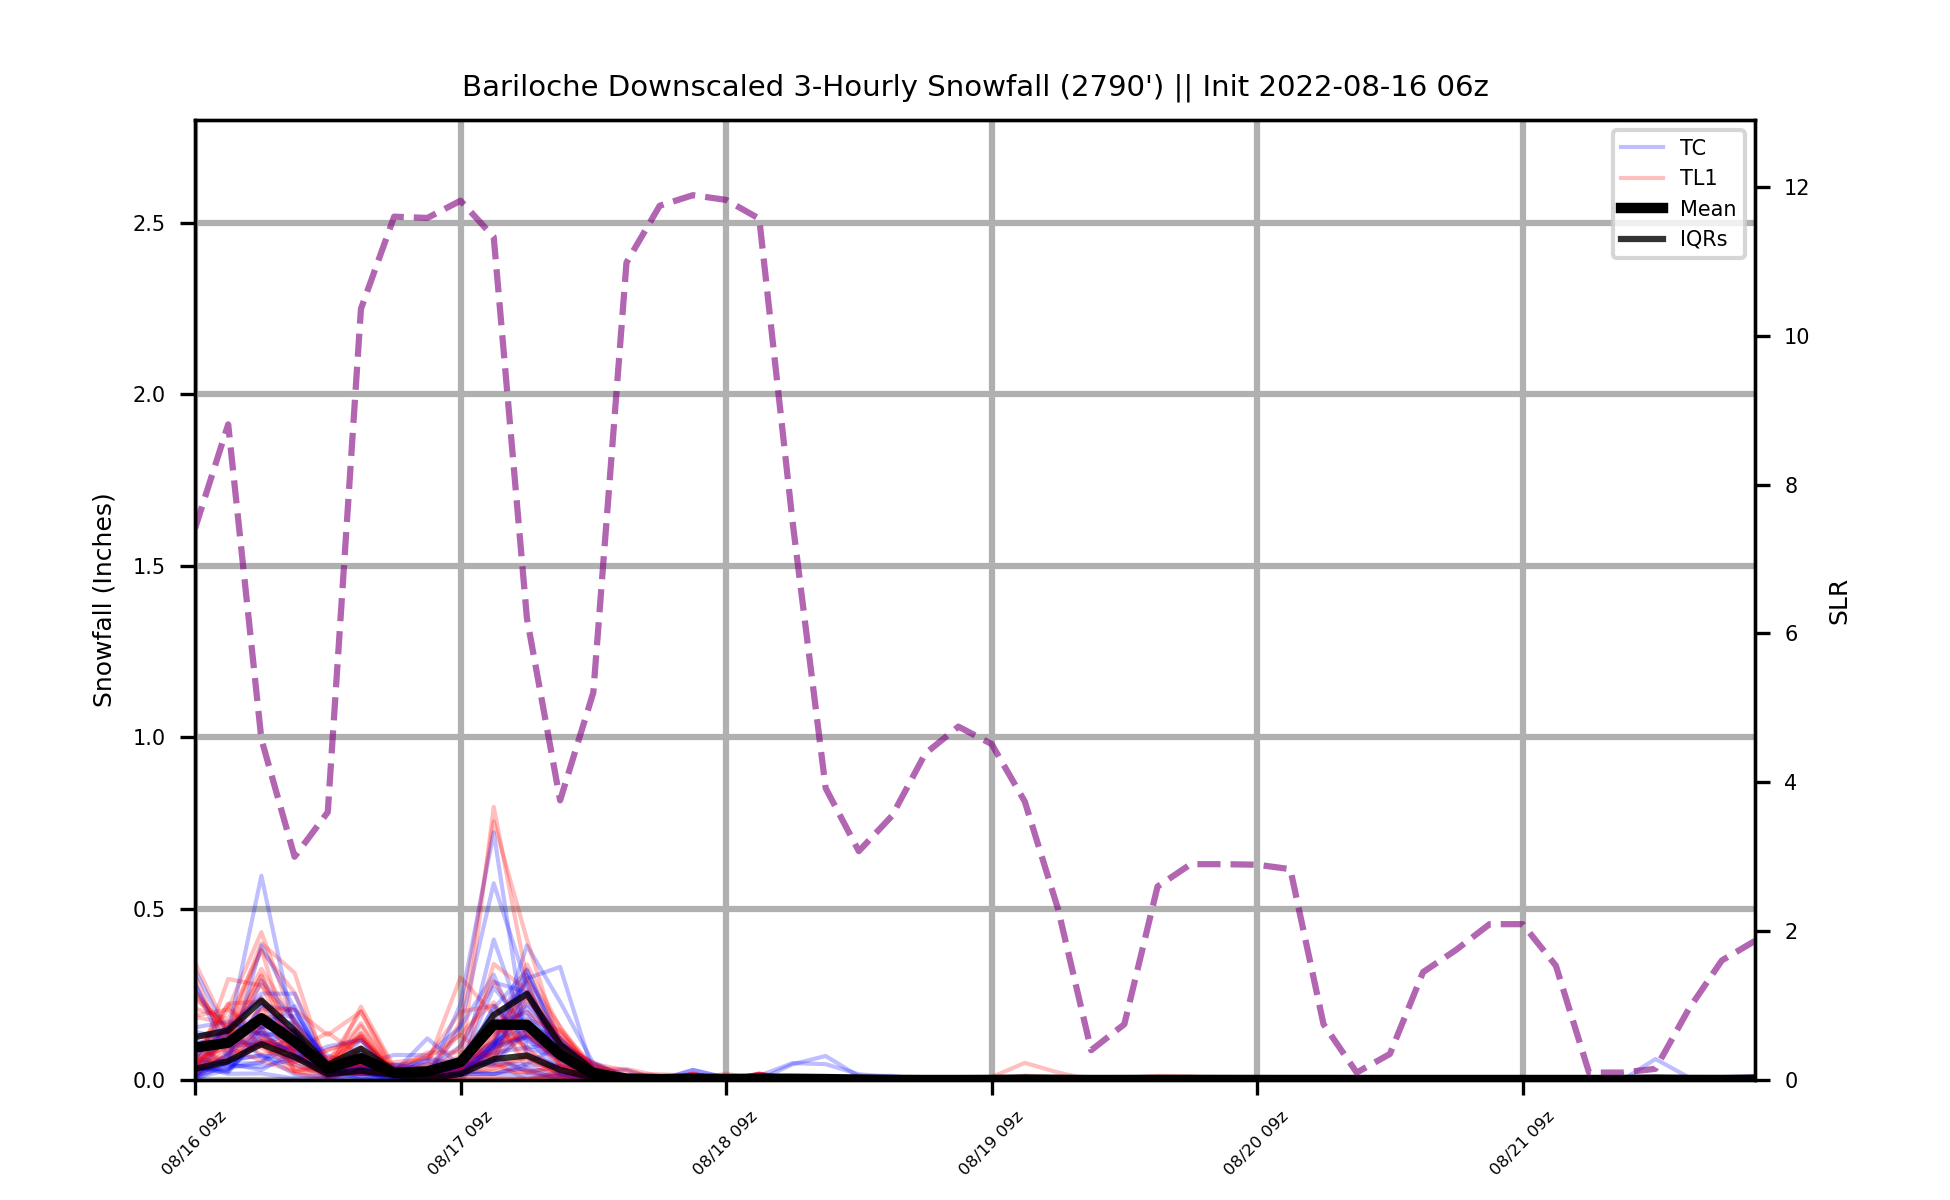 Bariloche Downscaled 3-Hourly Snowfall (2790') || Init 2022-08-16 06z
TC
TL1
Mean
IQRs
Snowfall (Inches)
2.5
2.0
1.5
1.0
0.5
0.0
12
10
8
6
4
2
0
SLR
08/16 09z
08/17 09z
08/18 09z
08/19 09z
08/20 09z
08/21 09z